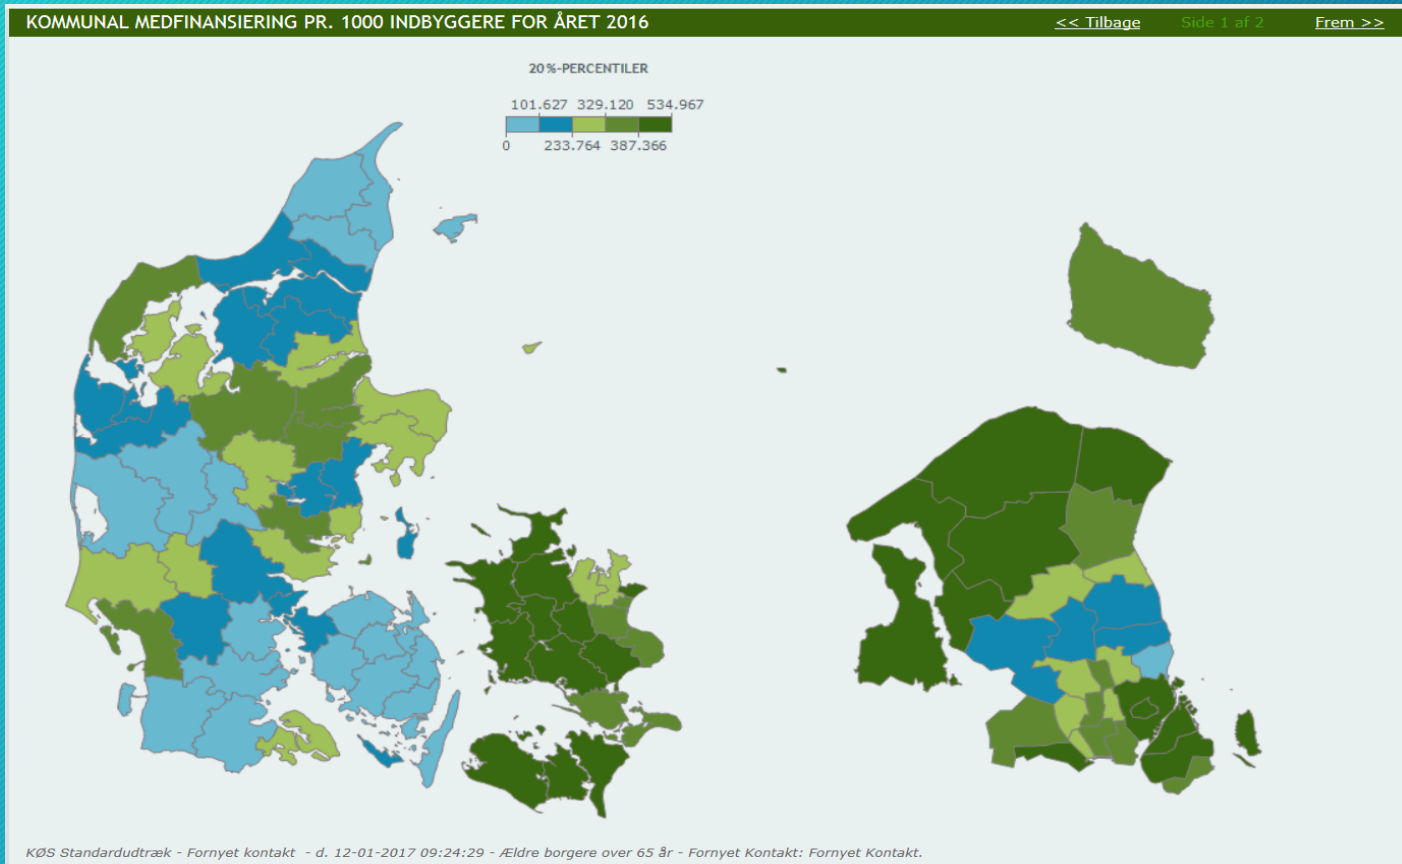 KOMMUNAL MEDFINANSIERING PR. 1000 INDBYGGERE FOR ÅRET 2016
<< Tilbage Side 1 af 2 Frem >>
20%-PERCENTILER
101.627 329.120 534.967
0 233.764 387.366
KØS Standardudtræk - Fornyet kontakt - d. 12-01-2017 09:24:29 - Ældre borgere over 65 år - Fornyet Kontakt: Fornyet Kontakt.